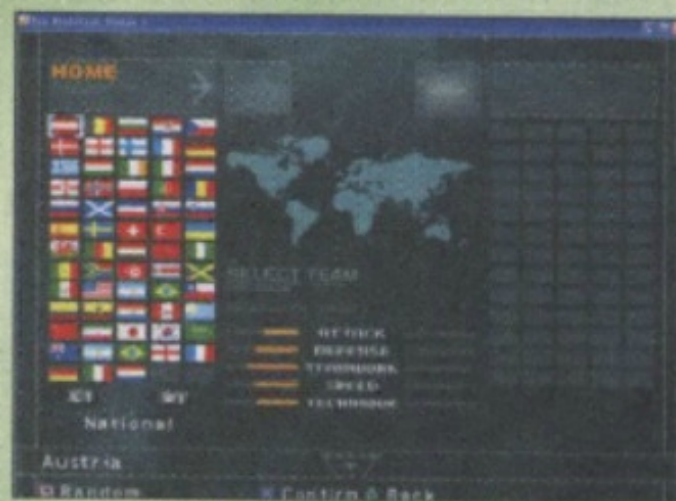 HOME
SELECT TEAM
ATTACK
DEFENSE
TEAMWORK
SPEED
TECHNIQUE
National
Austria
Random
Confirm
Back